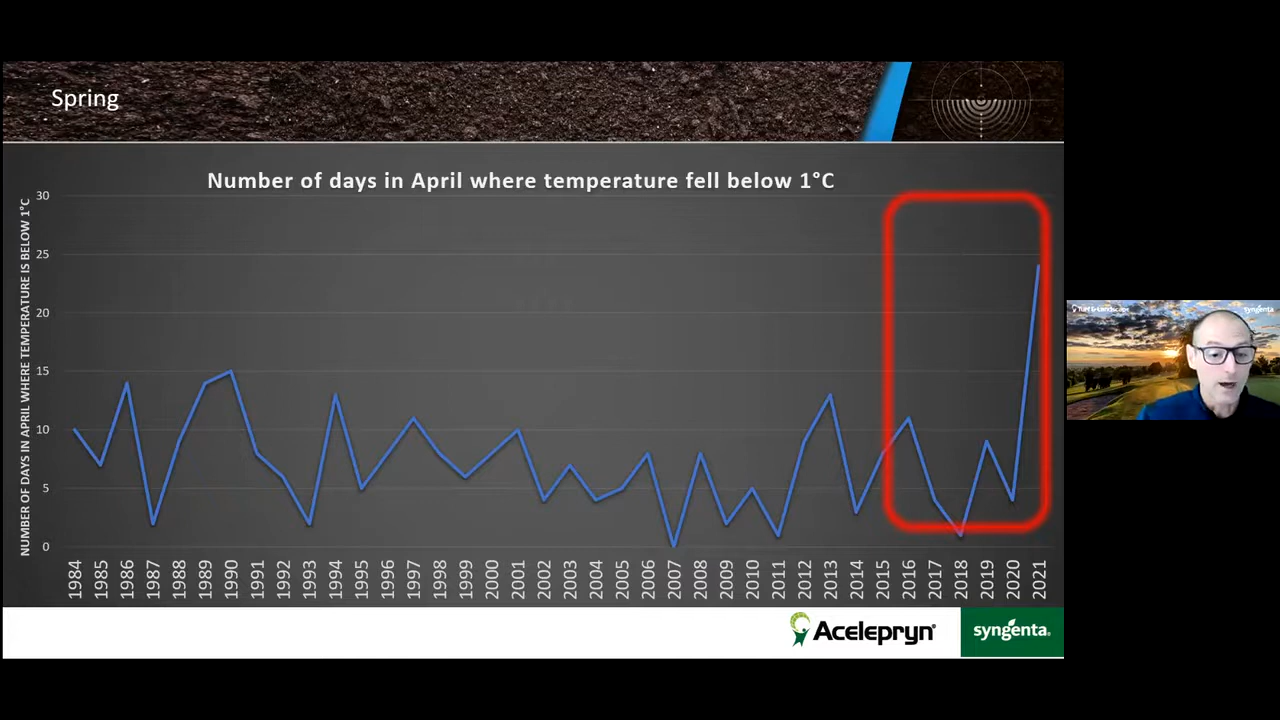 Spring
Number of days in April where temperature fell below 1°C
NUMBER OF DAYS IN APRIL WHERE TEMPERATURE IS BELOW 1°C
30
25
20
15
10
5
0
1984 1985 1986 1987 1988 1989 1990 1991 1992 1993 1994 1995 1996 1997 1998 1999 2000 2001 2002 2003 2004 2005 2006 2007 2008 2009 2010 2011 2012 2013 2014 2015 2016 2017 2018 2019 2020 2021
Turf & Landscape
syngenta
Acelepryn®
syngenta.